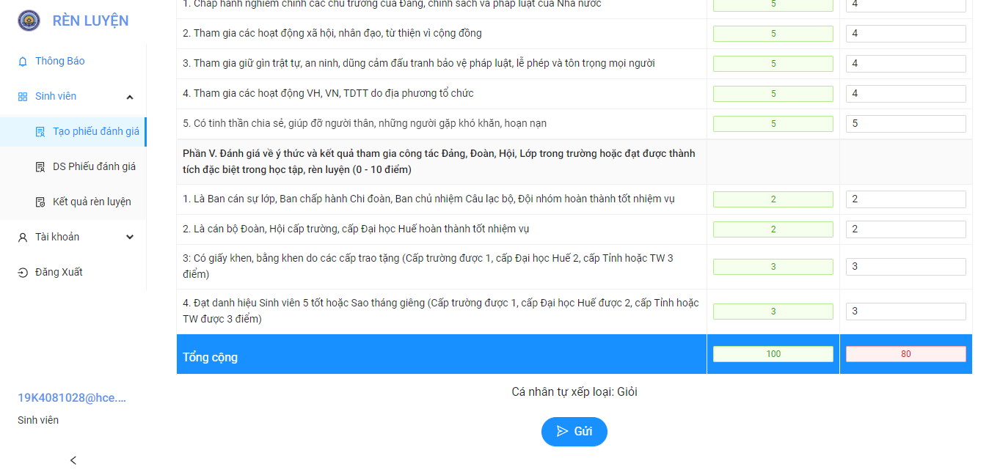 RÈN LUYỆN
Thông Báo
Sinh viên
Tạo phiếu đánh giá
DS Phiếu đánh giá
Kết quả rèn luyện
Tài khoản
Đăng Xuất
19K4081028@hce....
Sinh viên
1. Chấp hành nghiêm chỉnh các chủ trương của Đảng, chính sách và pháp luật của Nhà nước 5 4
2. Tham gia các hoạt động xã hội, nhân đạo, từ thiện vì cộng đồng 5 4
3. Tham gia giữ gìn trật tự, an ninh, dũng cảm đấu tranh bảo vệ pháp luật, lễ phép và tôn trọng mọi người 5 4
4. Tham gia các hoạt động VH, VN, TDTT do địa phương tổ chức 5 4
5. Có tinh thần chia sẻ, giúp đỡ người thân, những người gặp khó khăn, hoạn nạn 5 5
Phần V. Đánh giá về ý thức và kết quả tham gia công tác Đảng, Đoàn, Hội, Lớp trong trường hoặc đạt được thành
tích đặc biệt trong học tập, rèn luyện (0 - 10 điểm)
1. Là Ban cán sự lớp, Ban chấp hành Chi đoàn, Ban chủ nhiệm Câu lạc bộ, Đội nhóm hoàn thành tốt nhiệm vụ 2 2
2. Là cán bộ Đoàn, Hội cấp trường, cấp Đại học Huế hoàn thành tốt nhiệm vụ 2 2
3: Có giấy khen, bằng khen do các cấp trao tặng (Cấp trường được 1, cấp Đại học Huế 2, cấp Tỉnh hoặc TW 3
điểm) 3 3
4. Đạt danh hiệu Sinh viên 5 tốt hoặc Sao tháng giêng (Cấp trường được 1, cấp Đại học Huế được 2, cấp Tỉnh hoặc
TW được 3 điểm) 3 3
Tổng cộng 100 80
Cá nhân tự xếp loại: Giỏi
Gửi